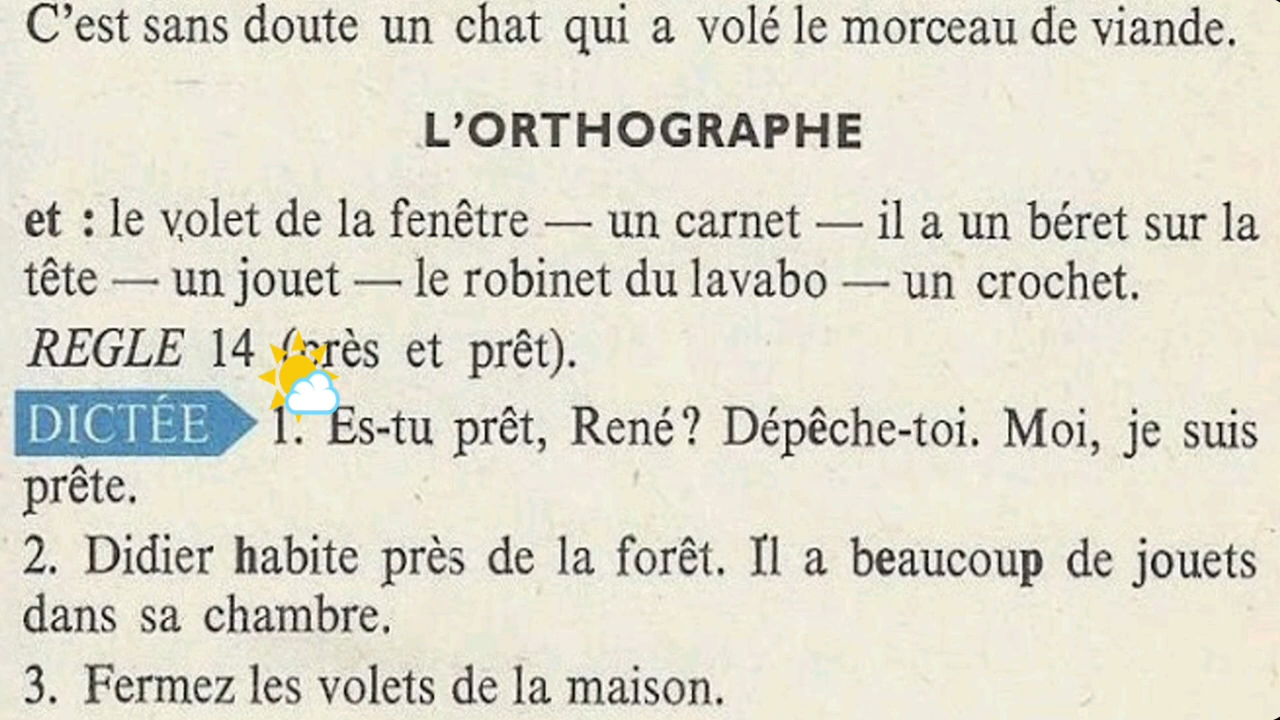 C'est sans doute un chat qui a volé le morceau de viande.
L'ORTHOGRAPHE
et : le volet de la fenêtre — un carnet — il a un béret sur la
tête — un jouet — le robinet du lavabo — un crochet.
REGLE 14 (près et prêt).
DICTÉE 1. Es-tu prêt, René? Dépêche-toi. Moi, je suis
prête.
2. Didier habite près de la forêt. Il a beaucoup de jouets
dans sa chambre.
3. Fermez les volets de la maison.